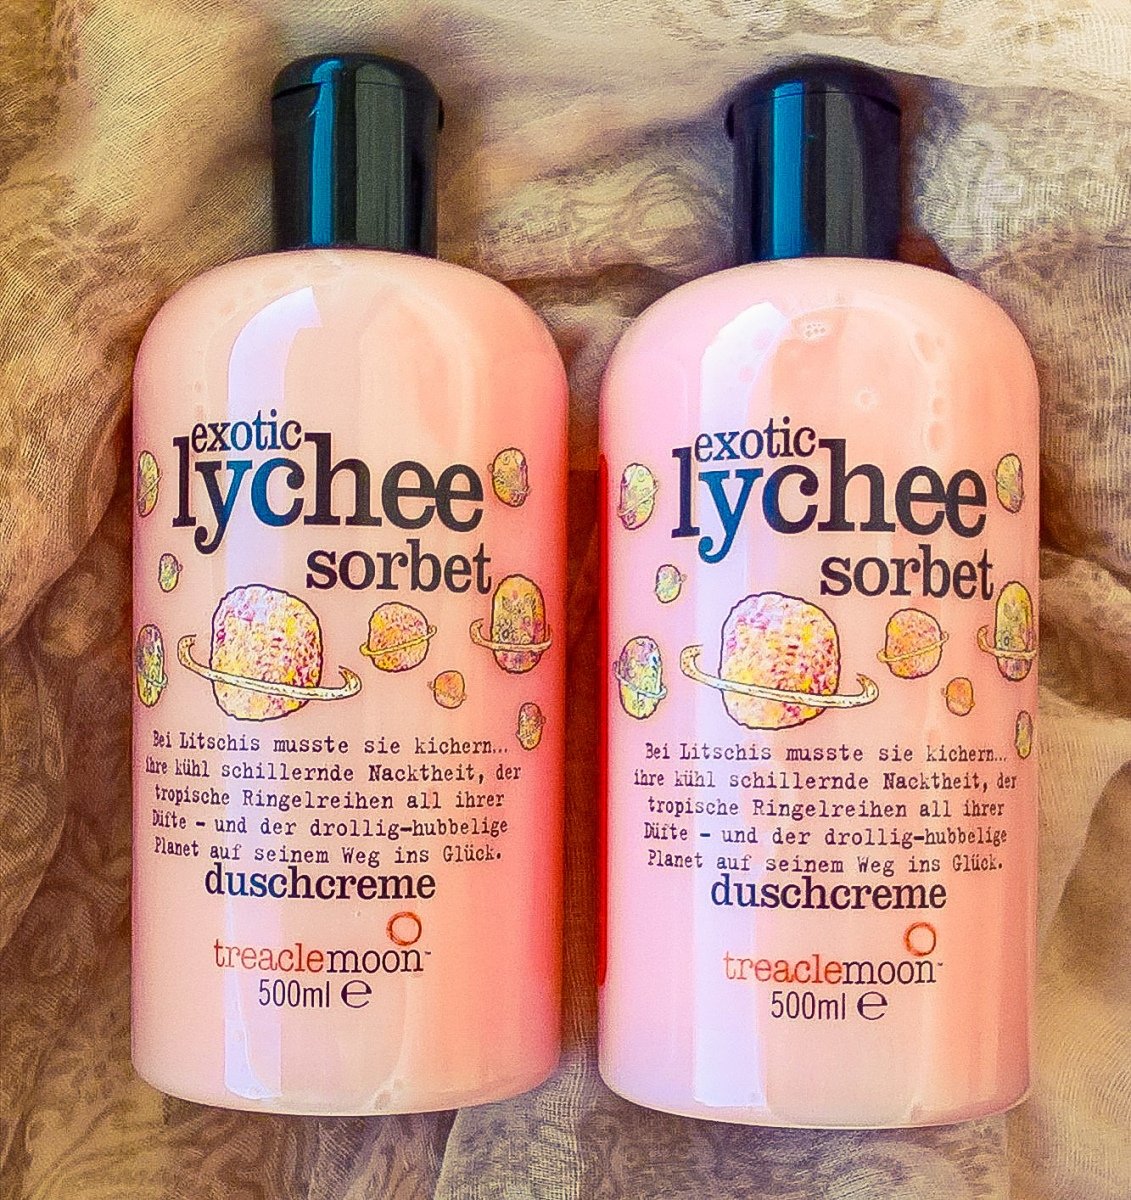 exotic
lychee
sorbet
Bei Litschis musste sie kichern...
ihre kühl schillernde Nacktheit, der
tropische Ringelreihen all ihrer
Düfte - und der drollig-hubbelige
Planet auf seinem Weg ins Glück.
duschcreme
treaclemoon™
500ml ℮
exotic
lychee
sorbet
Bei Litschis musste sie kichern...
ihre kühl schillernde Nacktheit, der
tropische Ringelreihen all ihrer
Düfte - und der drollig-hubbelige
Planet auf seinem Weg ins Glück.
duschcreme
treaclemoon™
500ml ℮